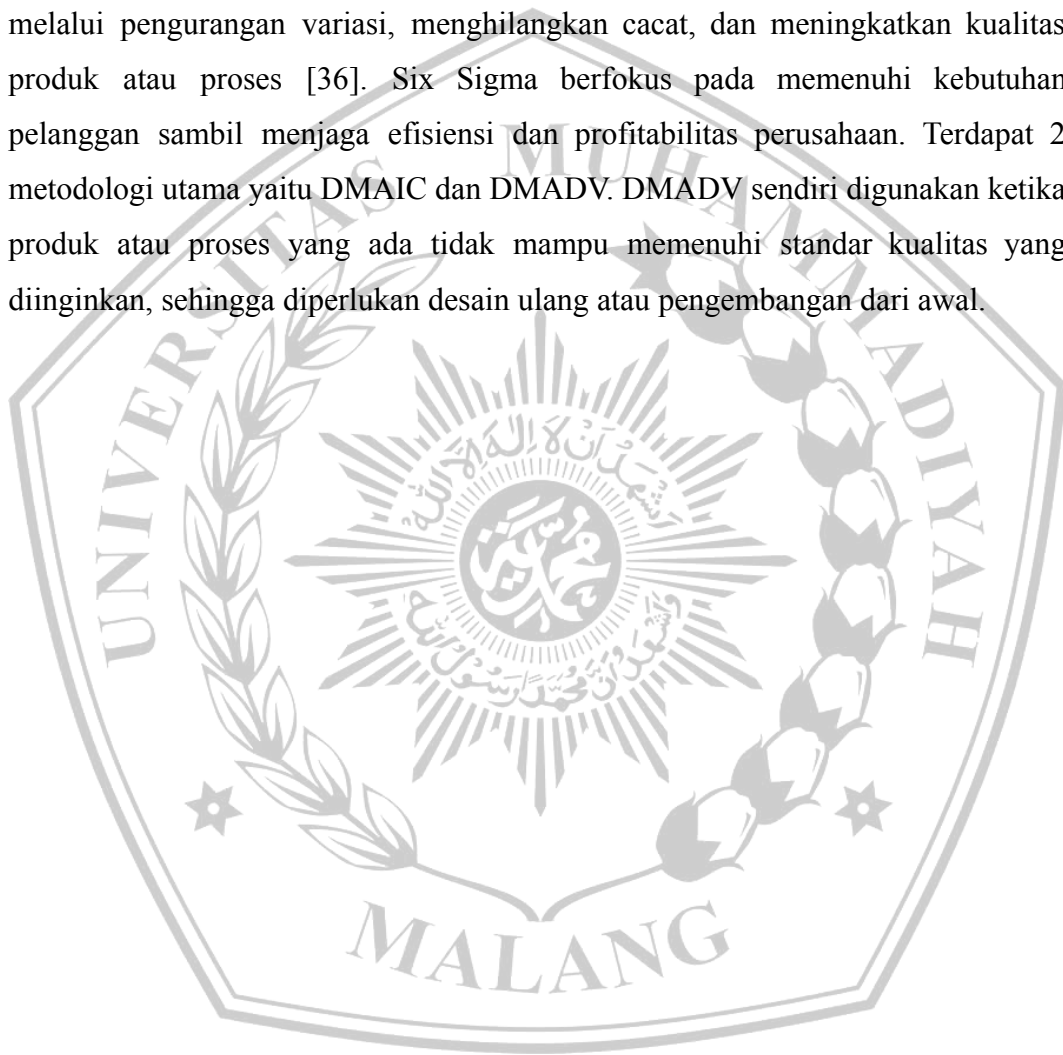 melalui pengurangan variasi, menghilangkan cacat, dan meningkatkan kualitas
produk atau proses [36]. Six Sigma berfokus pada memenuhi kebutuhan
pelanggan sambil menjaga efisiensi dan profitabilitas perusahaan. Terdapat 2
metodologi utama yaitu DMAIC dan DMADV. DMADV sendiri digunakan ketika
produk atau proses yang ada tidak mampu memenuhi standar kualitas yang
diinginkan, sehingga diperlukan desain ulang atau pengembangan dari awal.
UNIVERSITAS MUHAMMADIYAH
MALANG